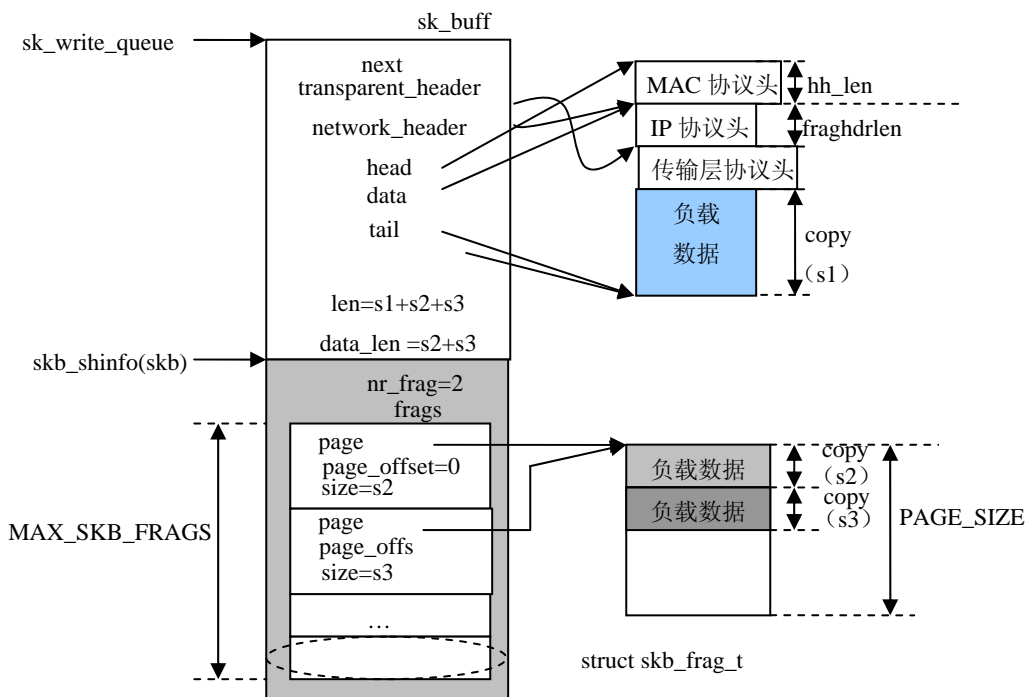 sk_buff
sk_write_queue
next
transparent_header
network_header
head
data
tail
len=s1+s2+s3
data_len =s2+s3
MAC 协议头
hh_len
IP 协议头
fraghdrlen
传输层协议头
负载
数据
copy
（s1）
skb_shinfo(skb)
nr_frag=2
frags
page
page_offset=0
size=s2
page
page_offs
size=s3
…
MAX_SKB_FRAGS
负载数据
copy
（s2）
负载数据
copy
（s3）
PAGE_SIZE
struct skb_frag_t